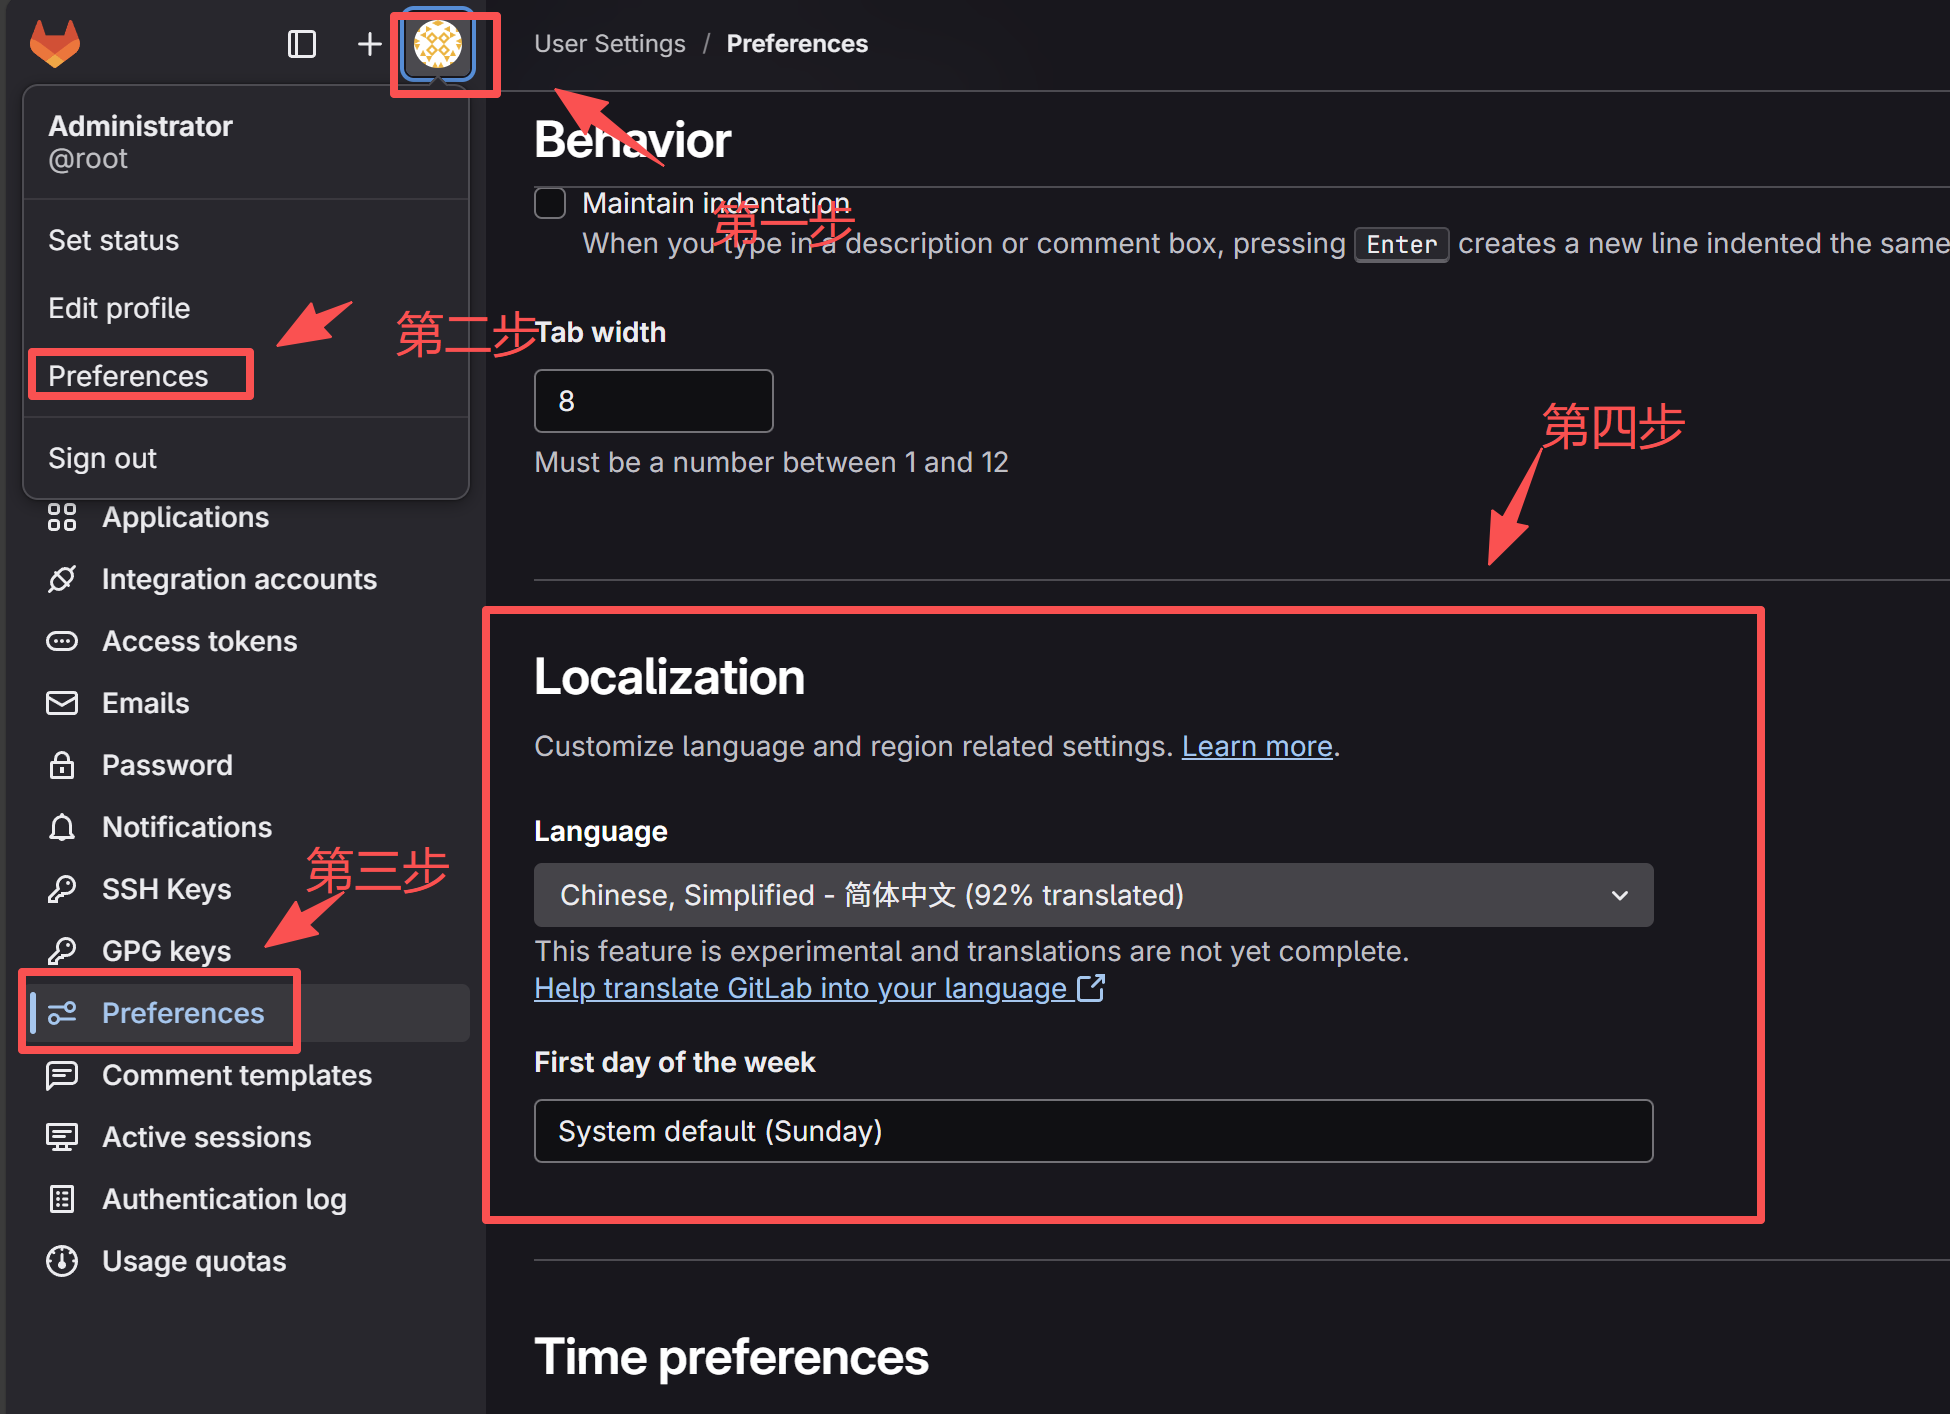 User Settings / Preferences
Administrator
@root
Set status
Edit profile
Preferences
Sign out
Applications
Integration accounts
Access tokens
Emails
Password
Notifications
SSH Keys
GPG keys
Preferences
Comment templates
Active sessions
Authentication log
Usage quotas
第一步
第二步
第三步
第四步
Behavior
Maintain indentation
When you type in a description or comment box, pressing Enter creates a new line indented the same
Tab width
8
Must be a number between 1 and 12
Localization
Customize language and region related settings. Learn more.
Language
Chinese, Simplified - 简体中文 (92% translated)
This feature is experimental and translations are not yet complete.
Help translate GitLab into your language
First day of the week
System default (Sunday)
Time preferences